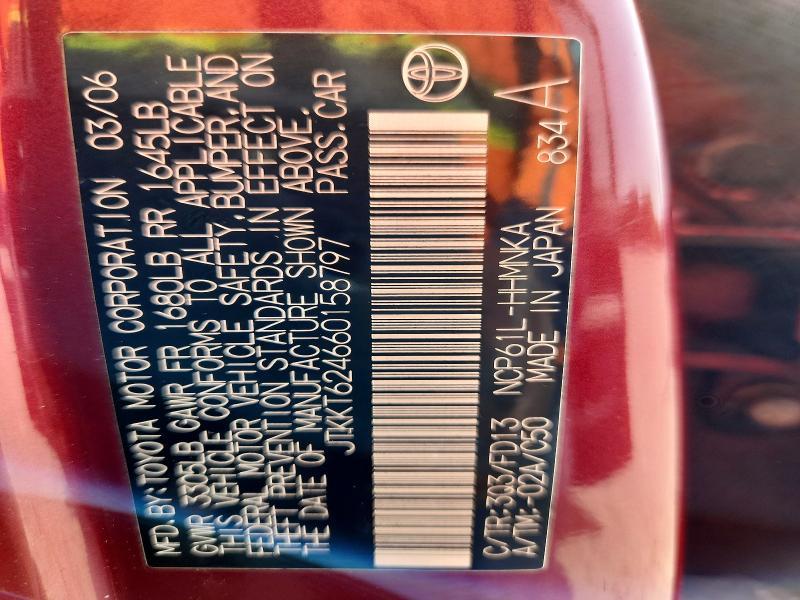 MFD.BY:TOYOTA MOTOR CORPORATION 03/06
GVWR 3305LB GAWR FR 1680LB RR 1645LB
THIS VEHICLE CONFORMS TO ALL APPLICABLE
FEDERAL MOTOR VEHICLE SAFETY, BUMPER, AND
THEFT PREVENTION STANDARDS IN EFFECT ON
THE DATE OF MANUFACTURE SHOWN ABOVE.
JTKKT624660158797 PASS.CAR
C/TR:3Q3/FD13 NCP61L-HHMNKA
A/TM:-02A/C50 MADE IN JAPAN 834 A